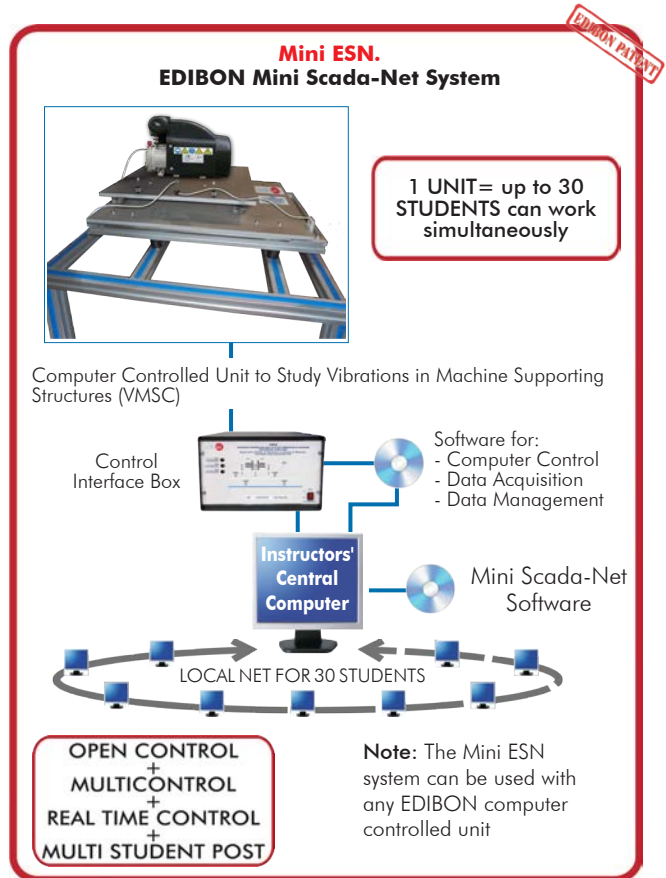 EDIBON PATENT
Mini ESN.
EDIBON Mini Scada-Net System
1 UNIT= up to 30
STUDENTS can work
simultaneously
Computer Controlled Unit to Study Vibrations in Machine Supporting
Structures (VMSC)
Control
Interface Box
Software for:
- Computer Control
- Data Acquisition
- Data Management
Instructors'
Central
Computer
Mini Scada-Net
Software
LOCAL NET FOR 30 STUDENTS
OPEN CONTROL
+
MULTICONTROL
+
REAL TIME CONTROL
+
MULTI STUDENT POST
Note: The Mini ESN
system can be used with
any EDIBON computer
controlled unit